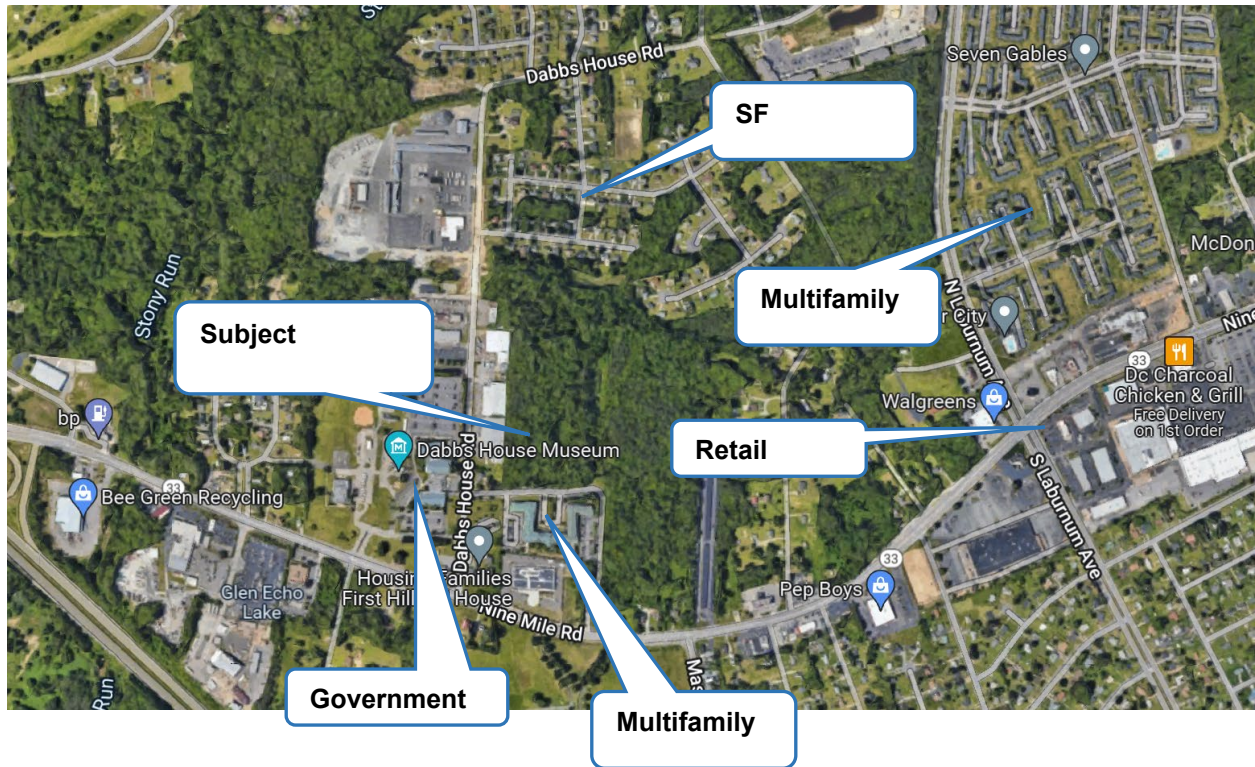 St
Dabbs House Rd
Seven Gables
SF
McDon
Stony Run
Multifamily
N Laburnum
r City
Subject
33
Nine
Dc Charcoal
Chicken & Grill
Free Delivery
on 1st Order
Walgreens
bp
Dabbs House Museum
Retail
Bee Green Recycling
33
Dabbs House Rd
S Laburnum Ave
33
Housin Families
First Hill House
Pep Boys
Glen Echo
Lake
Nine Mile Rd
Mas
Run
Government
Multifamily